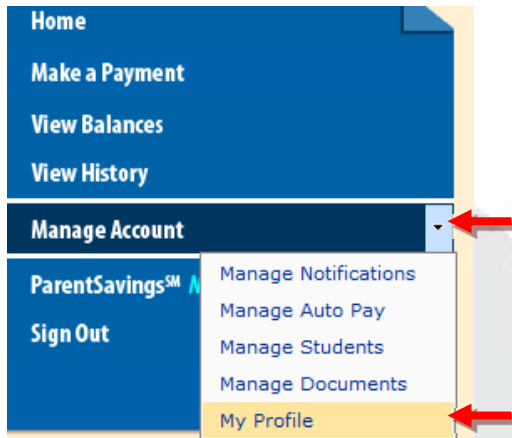 Home
Make a Payment
View Balances
View History
Manage Account
ParentSavings℠
Sign Out
Manage Notifications
Manage Auto Pay
Manage Students
Manage Documents
My Profile